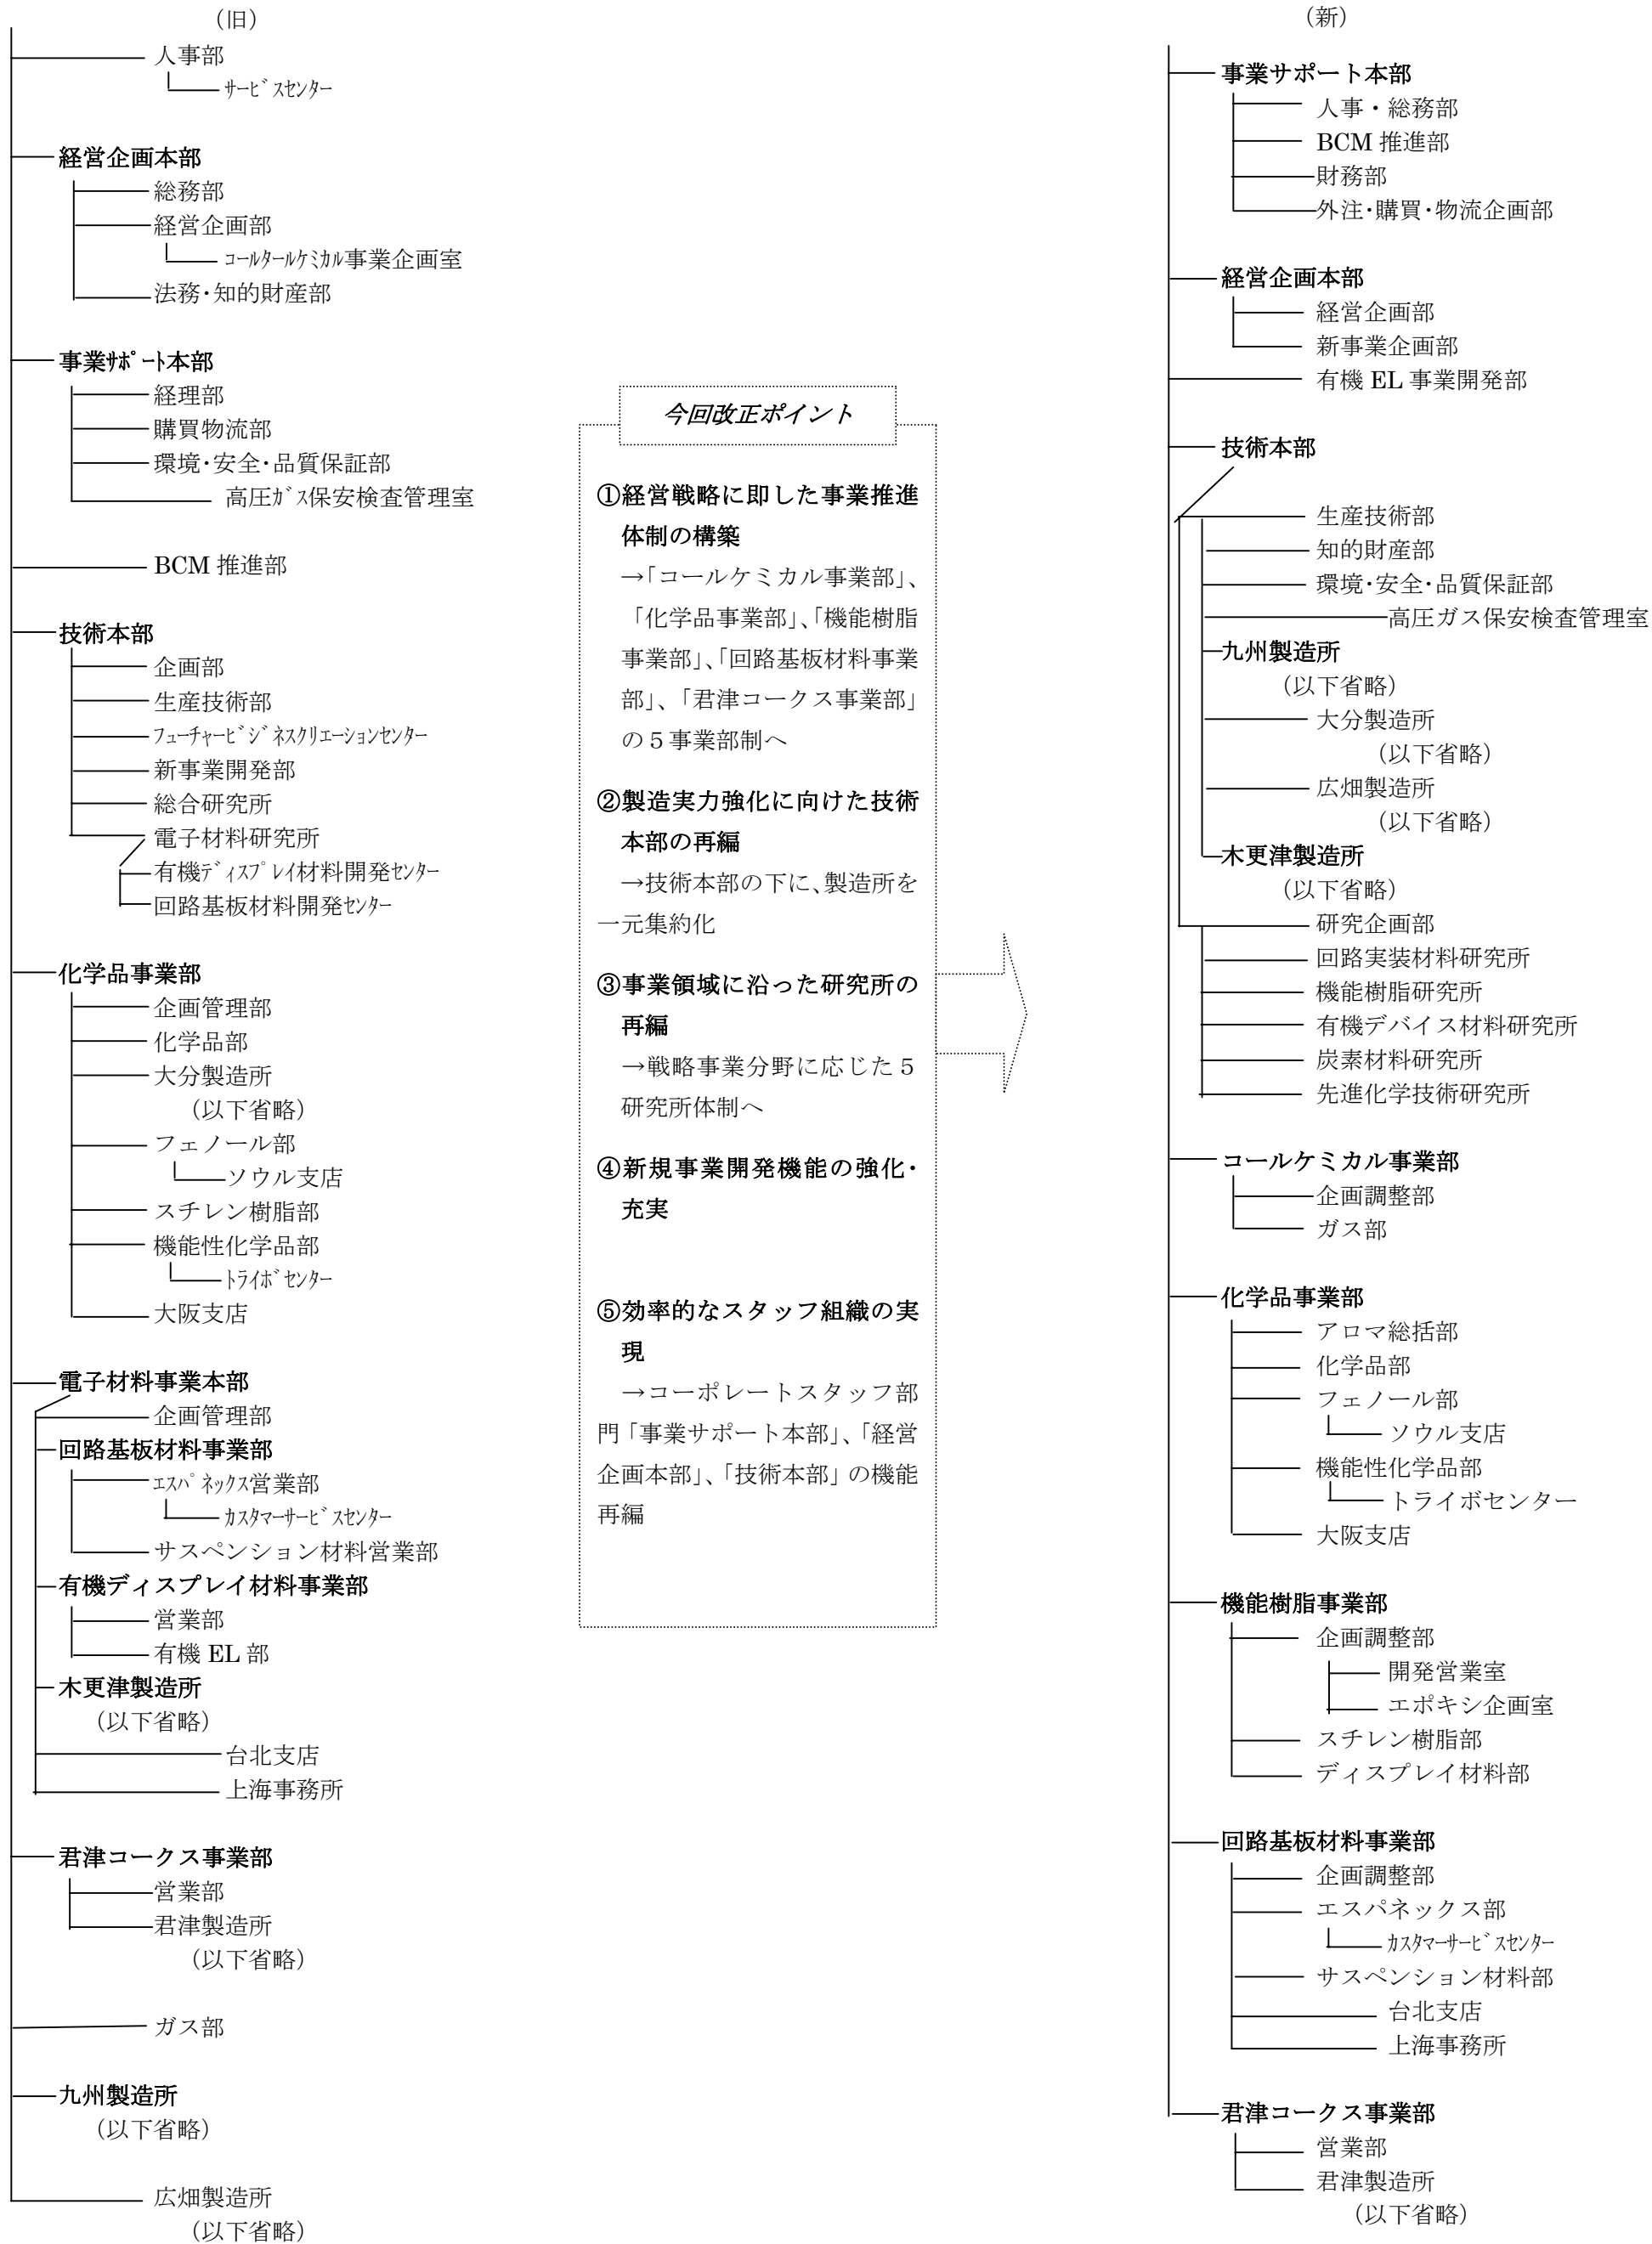 （旧）
人事部
ｻｰﾋﾞｽｾﾝﾀｰ
経営企画本部
総務部
経営企画部
ｺｰﾙﾀｰﾙｹﾐｶﾙ事業企画室
法務･知的財産部
事業ｻﾎﾟｰﾄ本部
経理部
購買物流部
環境･安全･品質保証部
高圧ｶﾞｽ保安検査管理室
BCM 推進部
技術本部
企画部
生産技術部
ﾌｭｰﾁｬｰﾋﾞｼﾞﾈｽｸﾘｴｰｼｮﾝｾﾝﾀｰ
新事業開発部
総合研究所
電子材料研究所
有機ﾃﾞｨｽﾌﾟﾚｲ材料開発ｾﾝﾀｰ
回路基板材料開発ｾﾝﾀｰ
化学品事業部
企画管理部
化学品部
大分製造所
（以下省略）
フェノール部
ソウル支店
スチレン樹脂部
機能性化学品部
ﾄﾗｲﾎﾞｾﾝﾀｰ
大阪支店
電子材料事業本部
企画管理部
回路基板材料事業部
ｴｽﾊﾟﾈｯｸｽ営業部
ｶｽﾀﾏｰｻｰﾋﾞｽｾﾝﾀｰ
サスペンション材料営業部
有機ディスプレイ材料事業部
営業部
有機 EL 部
木更津製造所
（以下省略）
台北支店
上海事務所
君津コークス事業部
営業部
君津製造所
（以下省略）
ガス部
九州製造所
（以下省略）
広畑製造所
（以下省略）
今回改正ポイント
①経営戦略に即した事業推進
体制の構築
→｢コールケミカル事業部｣、
｢化学品事業部｣､｢機能樹脂
事業部｣､｢回路基板材料事業
部｣、｢君津コークス事業部｣
の５事業部制へ
②製造実力強化に向けた技術
本部の再編
→技術本部の下に､製造所を
一元集約化
③事業領域に沿った研究所の
再編
→戦略事業分野に応じた５
研究所体制へ
④新規事業開発機能の強化･
充実
⑤効率的なスタッフ組織の実
現
→コーポレートスタッフ部
門｢事業サポート本部｣､｢経営
企画本部｣､｢技術本部｣の機能
再編
（新）
事業サポート本部
人事・総務部
BCM 推進部
財務部
外注･購買･物流企画部
経営企画本部
経営企画部
新事業企画部
有機 EL 事業開発部
技術本部
生産技術部
知的財産部
環境･安全･品質保証部
高圧ガス保安検査管理室
九州製造所
（以下省略）
大分製造所
（以下省略）
広畑製造所
（以下省略）
木更津製造所
（以下省略）
研究企画部
回路実装材料研究所
機能樹脂研究所
有機デバイス材料研究所
炭素材料研究所
先進化学技術研究所
コールケミカル事業部
企画調整部
ガス部
化学品事業部
アロマ総括部
化学品部
フェノール部
ソウル支店
機能性化学品部
トライボセンター
大阪支店
機能樹脂事業部
企画調整部
開発営業室
エポキシ企画室
スチレン樹脂部
ディスプレイ材料部
回路基板材料事業部
企画調整部
エスパネックス部
ｶｽﾀﾏｰｻｰﾋﾞｽｾﾝﾀｰ
サスペンション材料部
台北支店
上海事務所
君津コークス事業部
営業部
君津製造所
（以下省略）